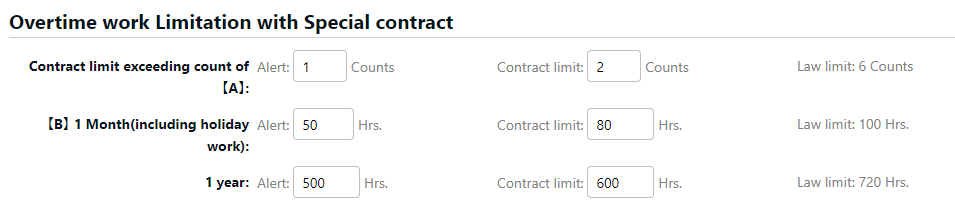 Overtime work Limitation with Special contract
Contract limit exceeding count of 【A】: Alert: 1 Counts Contract limit: 2 Counts Law limit: 6 Counts
【B】 1 Month(including holiday work): Alert: 50 Hrs. Contract limit: 80 Hrs. Law limit: 100 Hrs.
1 year: Alert: 500 Hrs. Contract limit: 600 Hrs. Law limit: 720 Hrs.